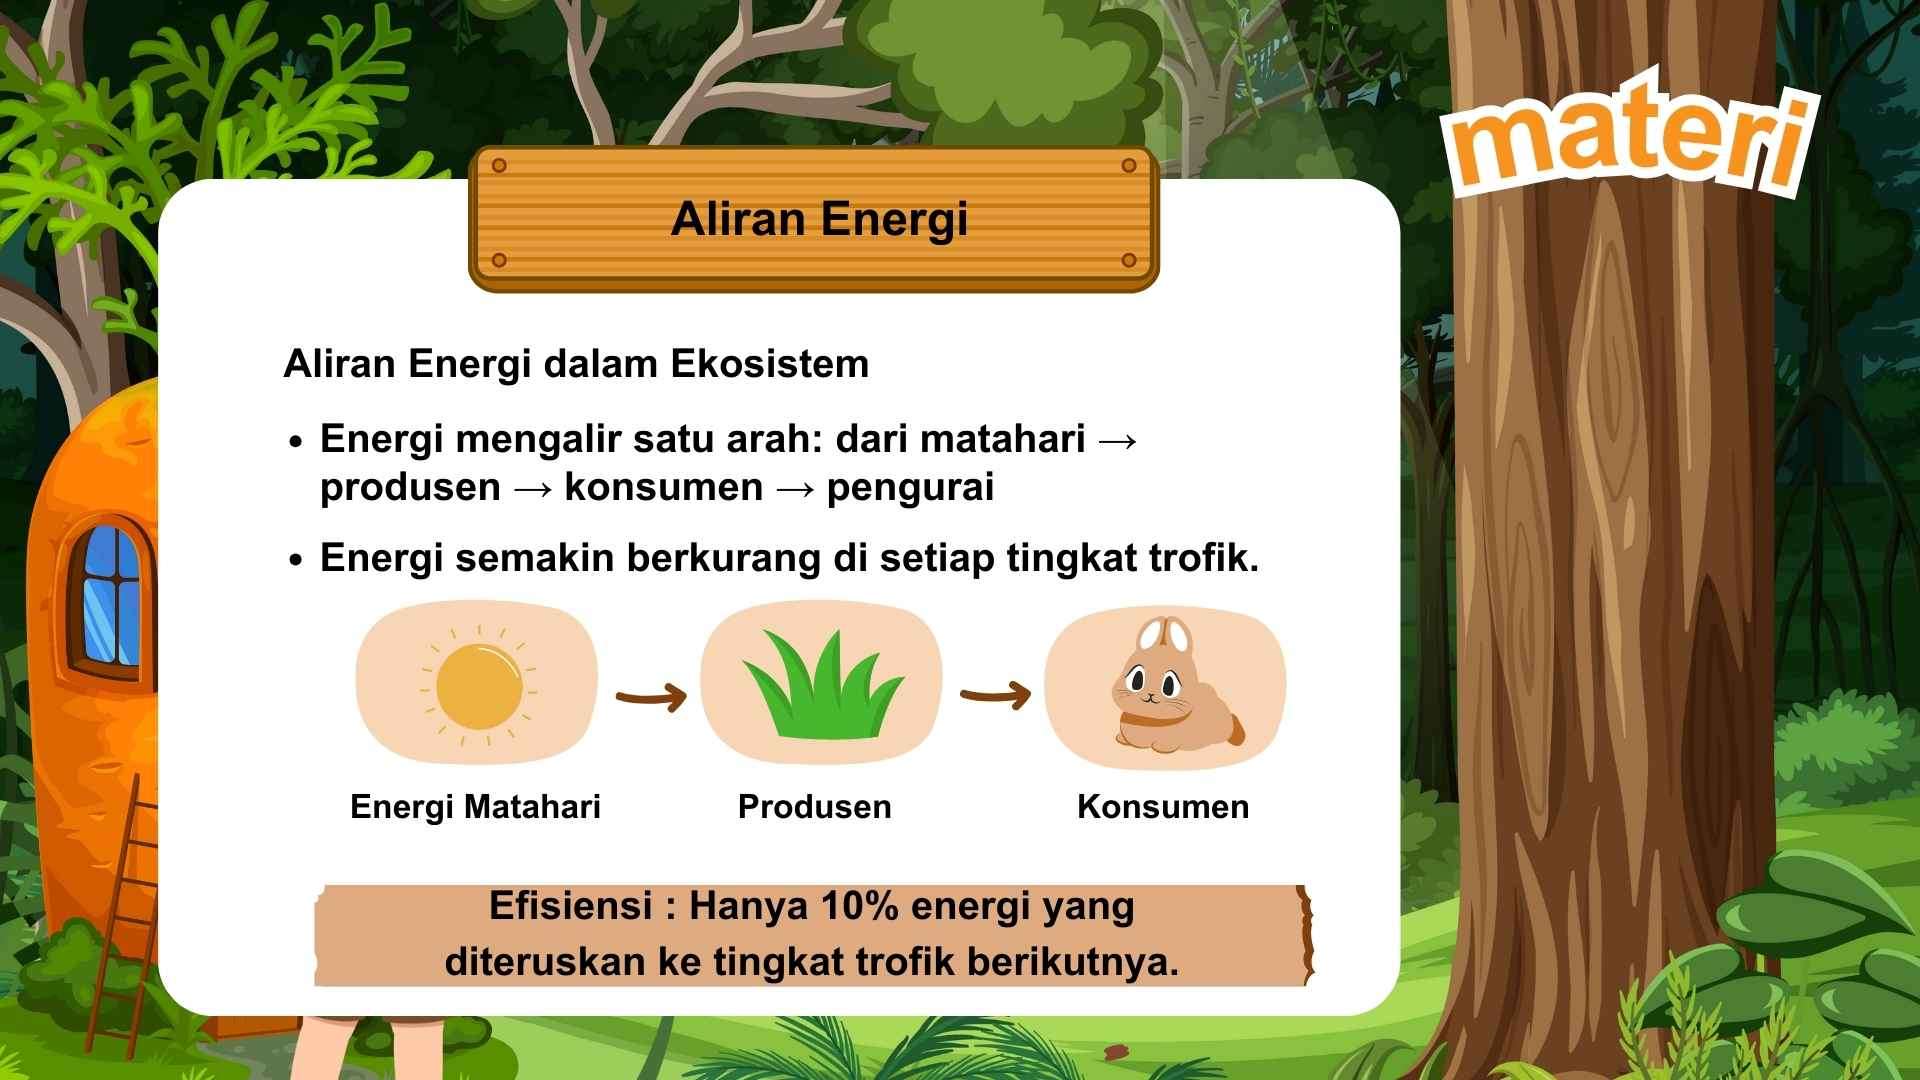 materi
Aliran Energi
Aliran Energi dalam Ekosistem
• Energi mengalir satu arah: dari matahari →
produsen → konsumen → pengurai
• Energi semakin berkurang di setiap tingkat trofik.
Energi Matahari
Produsen
Konsumen
Efisiensi : Hanya 10% energi yang
diteruskan ke tingkat trofik berikutnya.